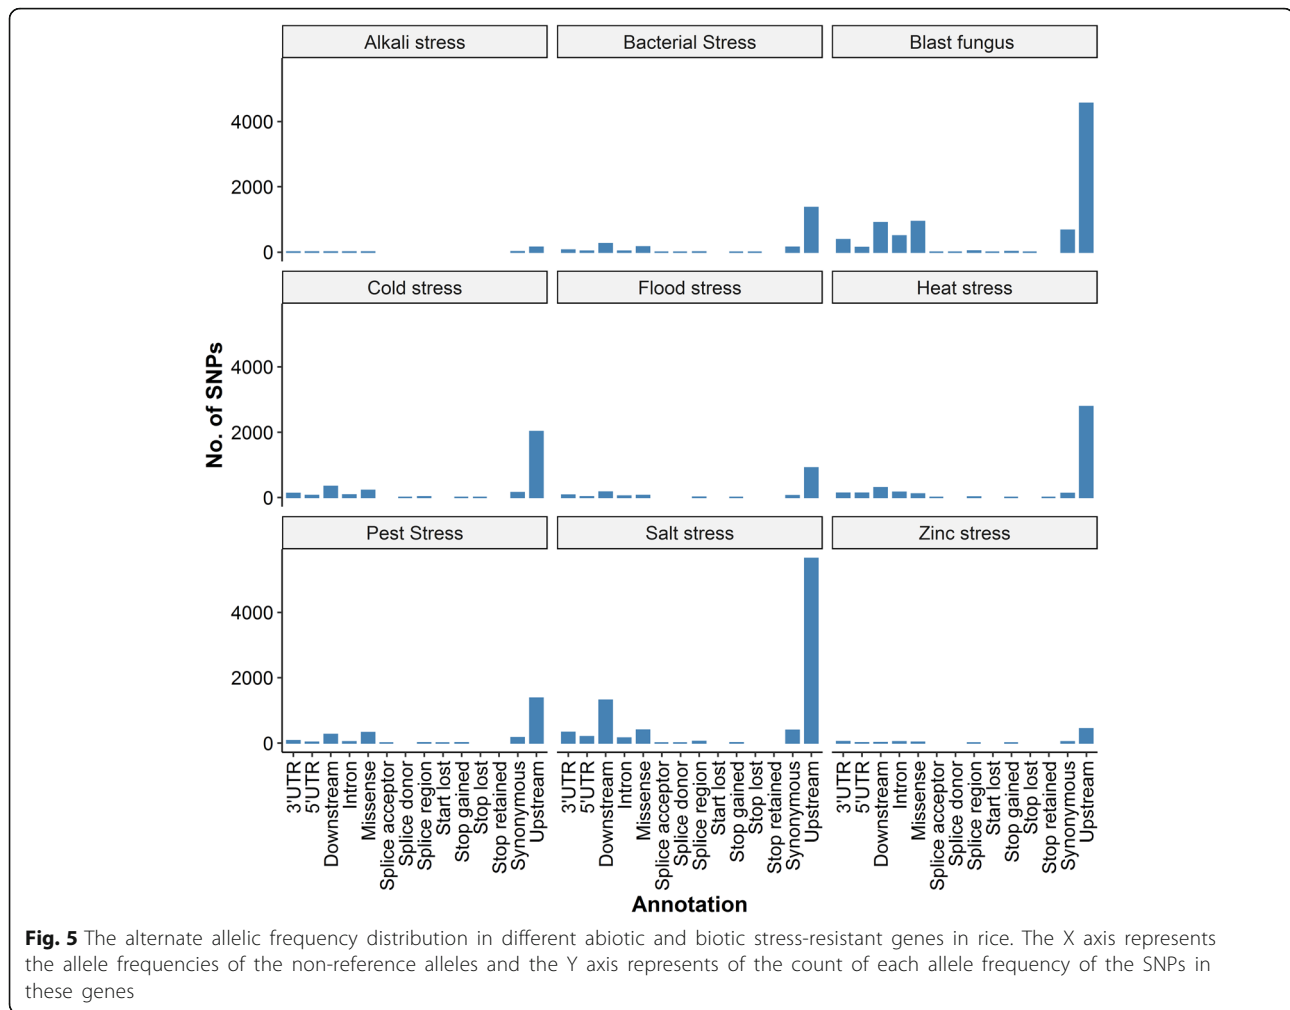 Alkali stress
Bacterial Stress
Blast fungus
4000
2000
0
Cold stress
Flood stress
Heat stress
No. of SNPs
4000
2000
0
Pest Stress
Salt stress
Zinc stress
4000
2000
0
3'UTR
5'UTR
Downstream
Intron
Missense
Splice acceptor
Splice donor
Splice region
Start lost
Stop gained
Stop lost
Stop retained
Synonymous
Upstream
3'UTR
5'UTR
Downstream
Intron
Missense
Splice acceptor
Splice donor
Splice region
Start lost
Stop gained
Stop lost
Stop retained
Synonymous
Upstream
3'UTR
5'UTR
Downstream
Intron
Missense
Splice acceptor
Splice donor
Splice region
Start lost
Stop gained
Stop lost
Stop retained
Synonymous
Upstream
Annotation
Fig. 5 The alternate allelic frequency distribution in different abiotic and biotic stress-resistant genes in rice. The X axis represents
the allele frequencies of the non-reference alleles and the Y axis represents of the count of each allele frequency of the SNPs in
these genes